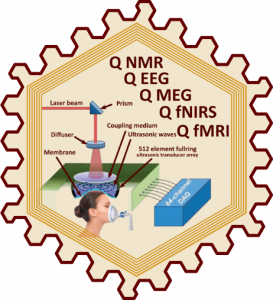 Q NMR
Q EEG
Q MEG
Q fNIRS
Q fMRI
Laser beam
Prism
Coupling medium
Diffuser
Ultrasonic waves
Membrane
512 element fullring
ultrasonic transducer array
64-channel
DAQ